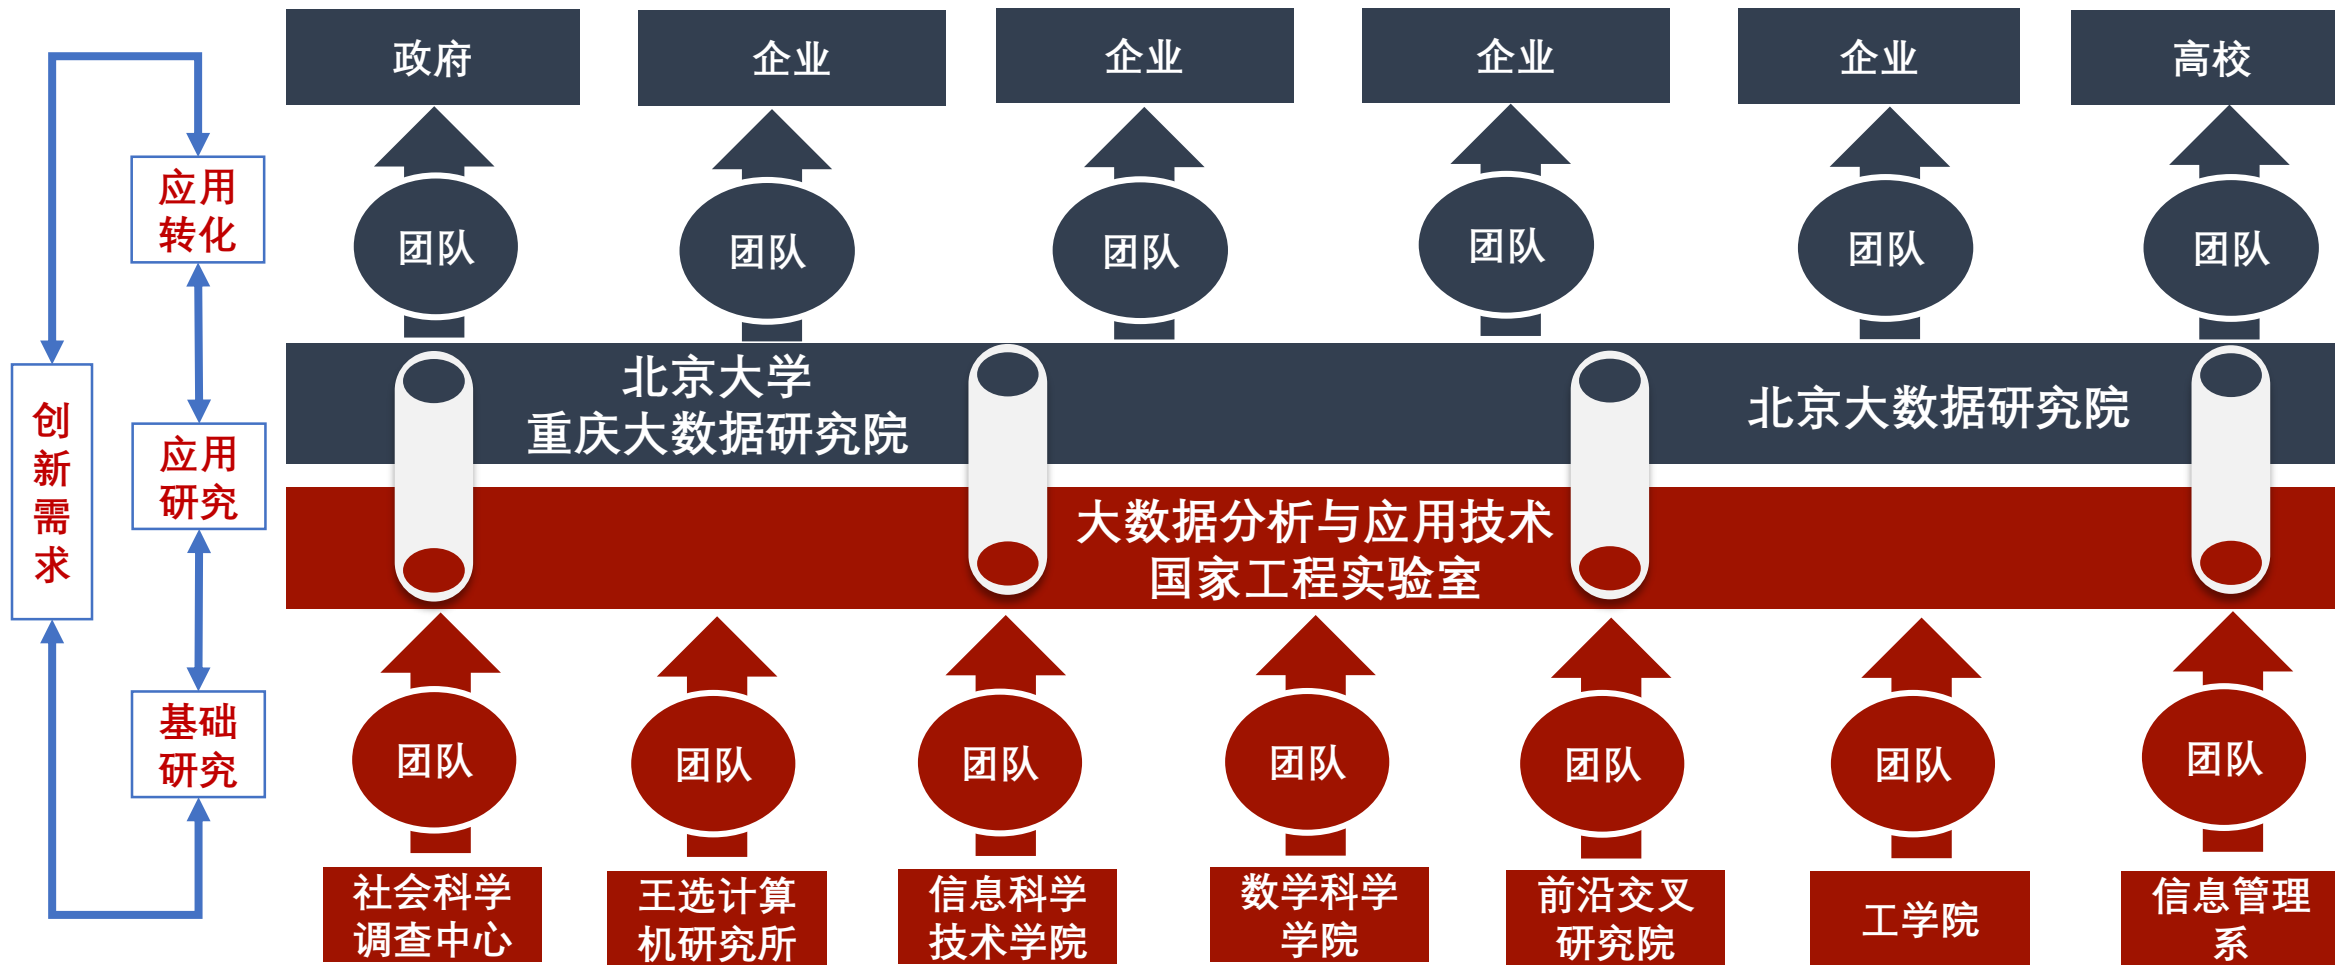 政府
企业
企业
企业
企业
高校
应用
转化
团队
团队
团队
团队
团队
团队
创
新
需
求
应用
研究
北京大学
重庆大数据研究院
北京大数据研究院
大数据分析与应用技术
国家工程实验室
基础
研究
团队
团队
团队
团队
团队
团队
团队
社会科学
调查中心
王选计算
机研究所
信息科学
技术学院
数学科学
学院
前沿交叉
研究院
工学院
信息管理
系